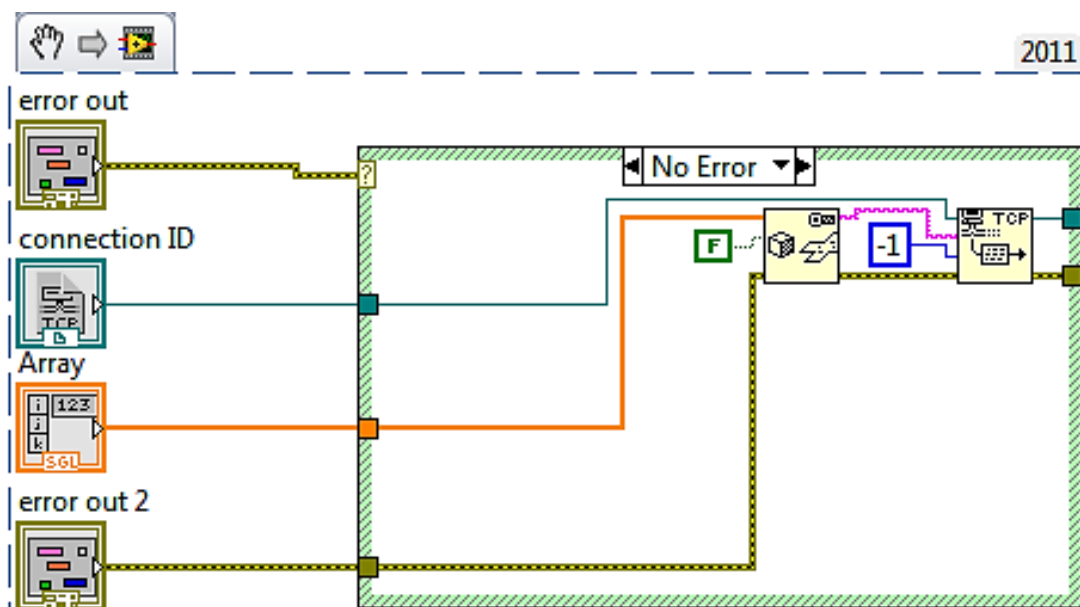 2011
error out
?
No Error
connection ID
TCP
F
-1
TCP
Array
i
123
j
k
SGL
error out 2